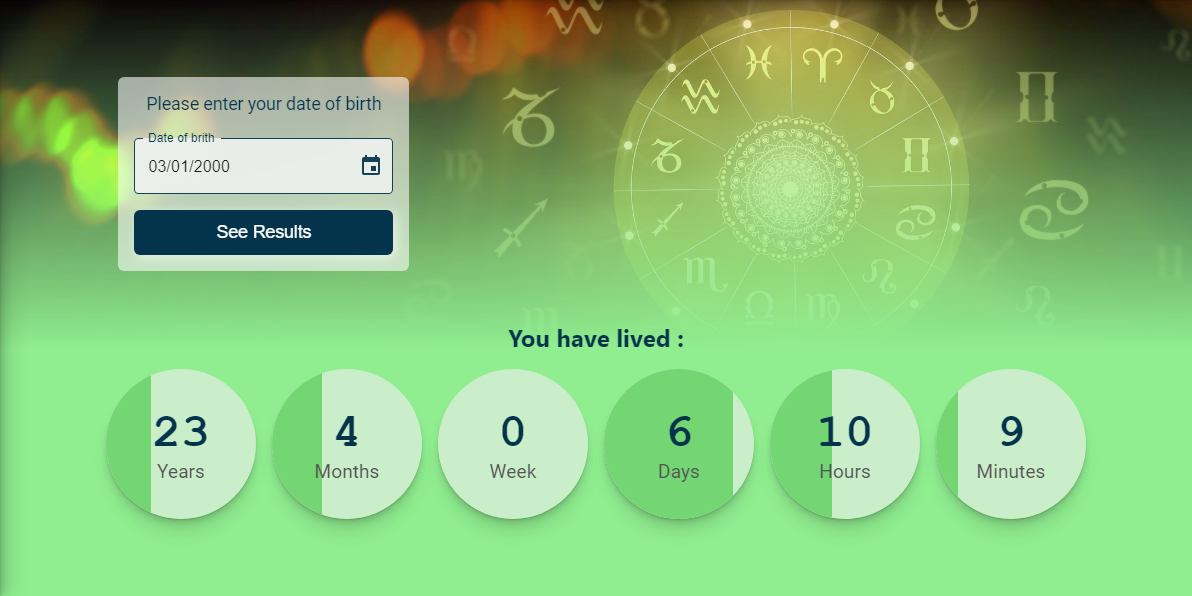 Please enter your date of birth
Date of brith
03/01/2000
See Results
You have lived :
23 4 0 6 10 9
Years Months Week Days Hours Minutes